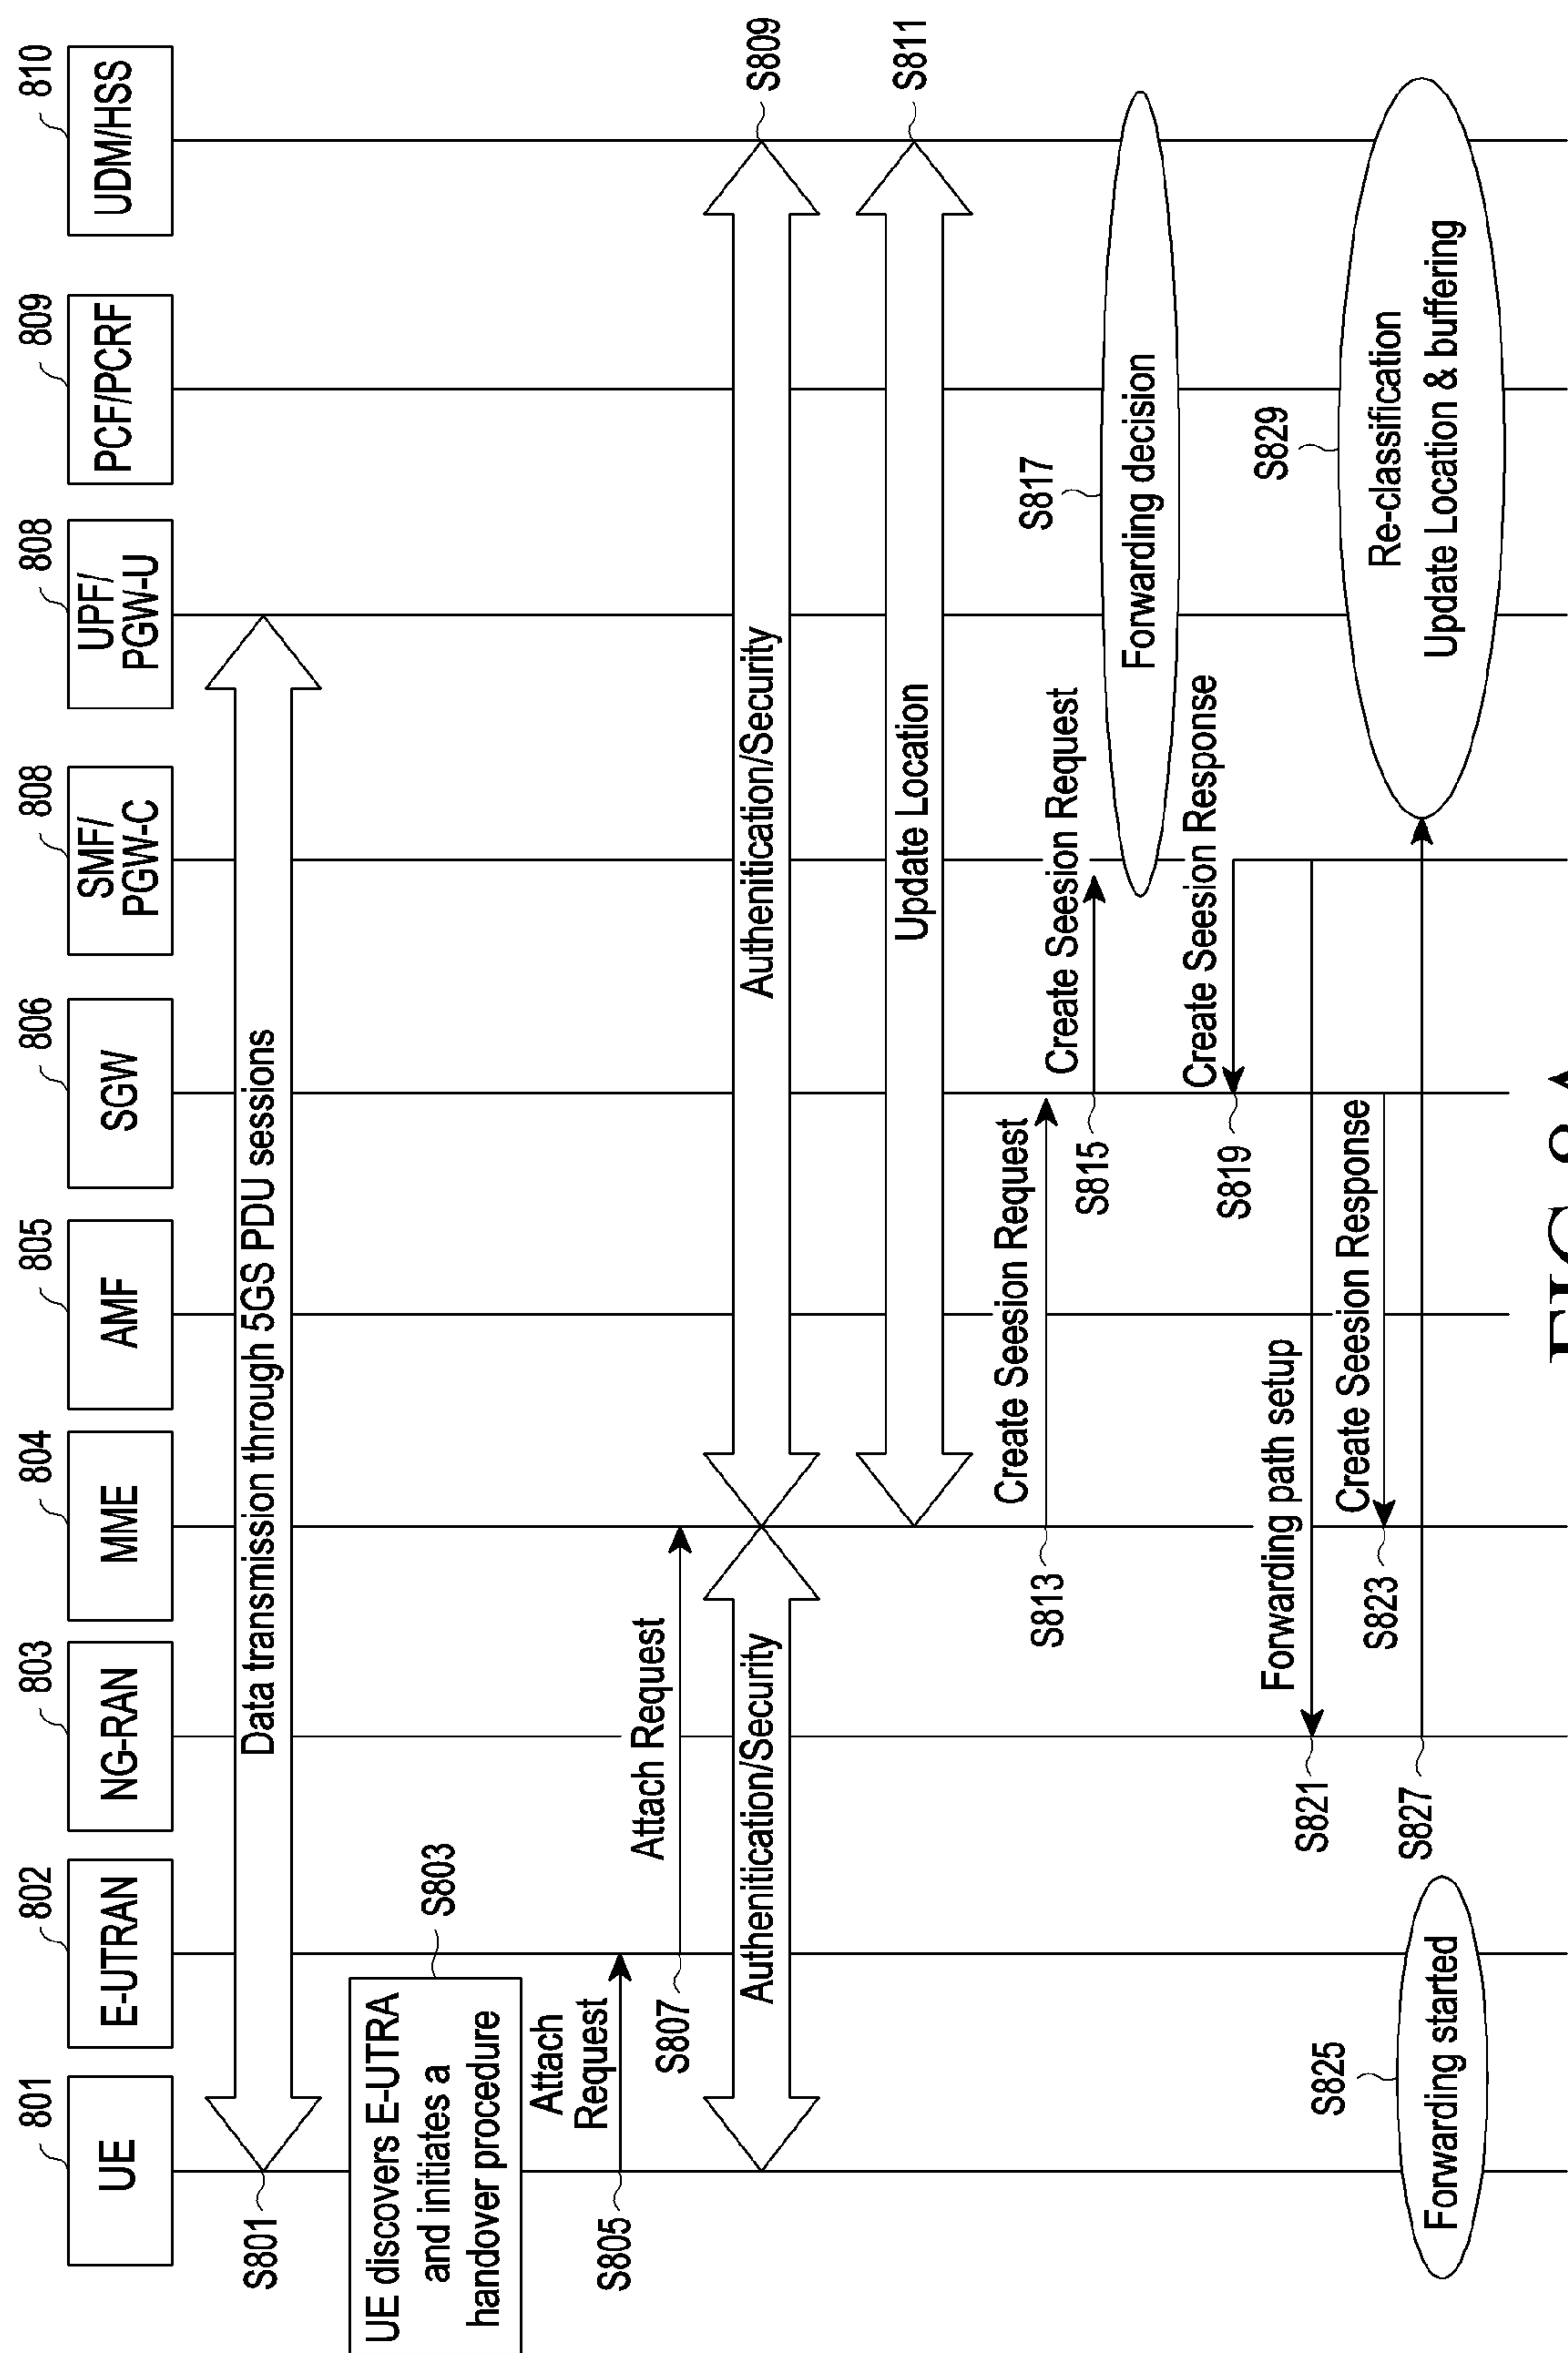 801
UE
802
E-UTRAN
803
NG-RAN
804
MME
805
AMF
806
SGW
808
SMF/
PGW-C
808
UPF/
PGW-U
809
PCF/PCRF
810
UDM/HSS
S801
Data transmission through 5GS PDU sessions
UE discovers E-UTRA
and initiates a
handover procedure
S803
Attach
Request
S805
Attach Request
S807
Authenitication/Security
Authenitication/Security
S809
Update Location
S811
Create Seesion Request
S813
Create Seesion Request
S815
S817
Forwarding decision
Create Seesion Response
S819
Forwarding path setup
S821
Create Seesion Response
S823
S825
Forwarding started
S827
S829
Re-classification
Update Location & buffering